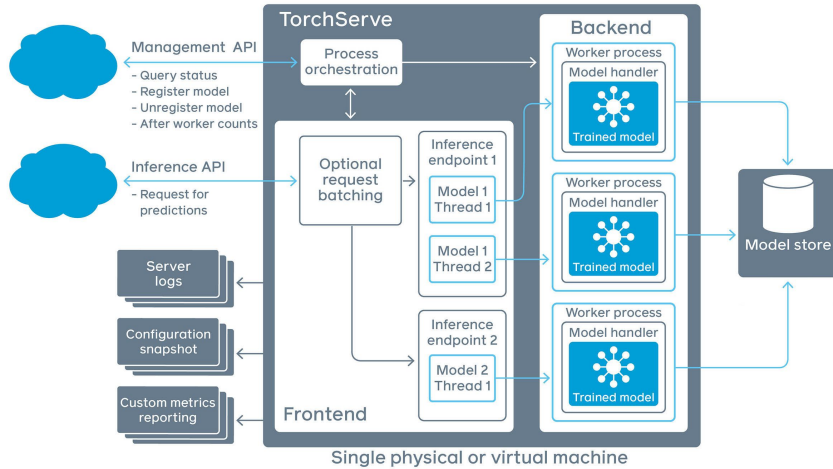 TorchServe
Backend
Management API
- Query status
- Register model
- Unregister model
- After worker counts
Process
orchestration
Worker process
Model handler
Trained model
Inference API
- Request for
predictions
Optional
request
batching
Inference
endpoint 1
Model 1
Thread 1
Model 1
Thread 2
Worker process
Model handler
Trained model
Model store
Server
logs
Configuration
snapshot
Custom metrics
reporting
Inference
endpoint 2
Model 2
Thread 1
Worker process
Model handler
Trained model
Frontend
Single physical or virtual machine